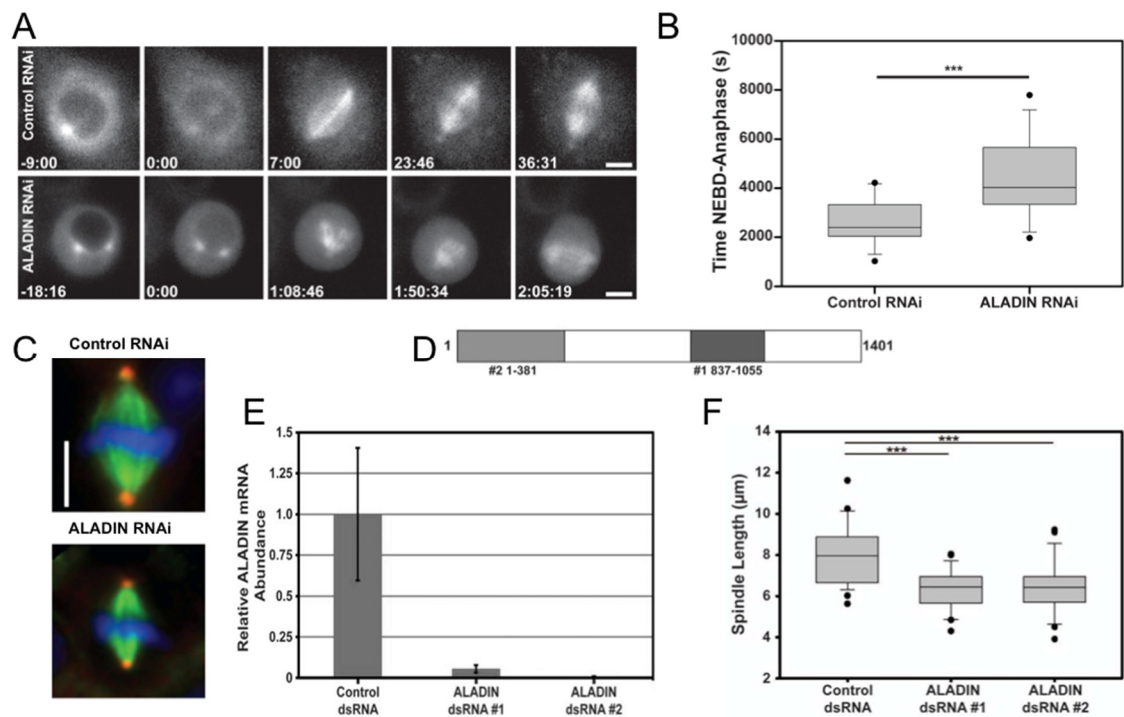 A
Control RNAi
-9:00
0:00
7:00
23:46
36:31
ALADIN RNAi
-18:16
0:00
1:08:46
1:50:34
2:05:19
B
Time NEBD-Anaphase (s)
10000
8000
6000
4000
2000
0
***
Control RNAi
ALADIN RNAi
C
Control RNAi
ALADIN RNAi
D
1
1401
#2 1-381
#1 837-1055
E
Relative ALADIN mRNA
Abundance
1.5
1.25
1.0
0.75
0.5
0.25
0
Control
dsRNA
ALADIN
dsRNA #1
ALADIN
dsRNA #2
F
Spindle Length (µm)
14
12
10
8
6
4
2
***
***
Control
dsRNA
ALADIN
dsRNA #1
ALADIN
dsRNA #2